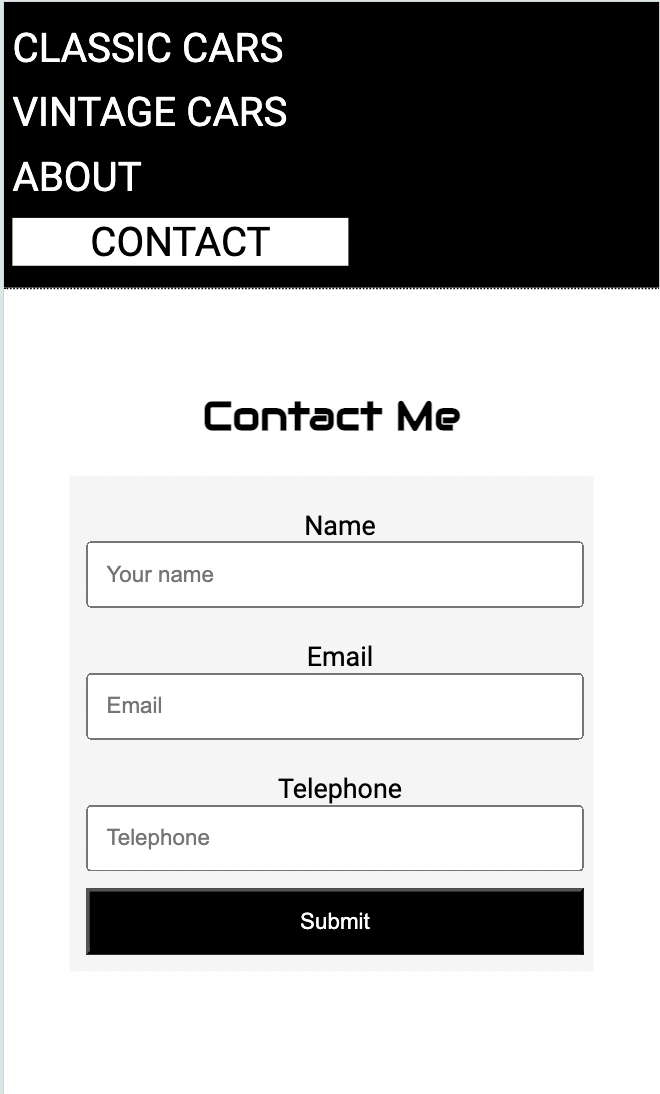 CLASSIC CARS
VINTAGE CARS
ABOUT
CONTACT
Contact Me
Name
Your name
Email
Email
Telephone
Telephone
Submit